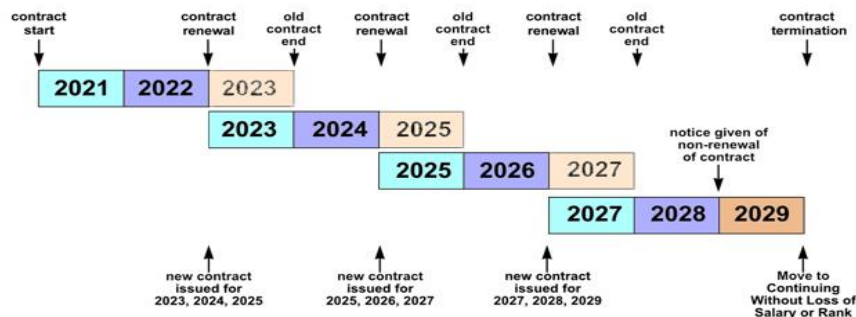 contract
start
contract
renewal
old
contract
end
contract
renewal
old
contract
end
contract
renewal
old
contract
end
contract
termination
2021 2022 2023
2023 2024 2025
notice given of
non-renewal
of contract
2025 2026 2027
2027 2028 2029
new contract
issued for
2023, 2024, 2025
new contract
issued for
2025, 2026, 2027
new contract
issued for
2027, 2028, 2029
Move to
Continuing
Without Loss of
Salary or Rank